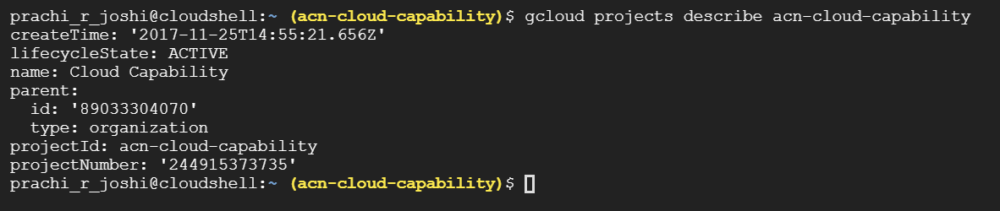 prachi_r_joshi@cloudshell:~ (acn-cloud-capability)$ gcloud projects describe acn-cloud-capability
createTime: '2017-11-25T14:55:21.656Z'
lifecycleState: ACTIVE
name: Cloud Capability
parent:
  id: '89033304070'
  type: organization
projectId: acn-cloud-capability
projectNumber: '244915373735'
prachi_r_joshi@cloudshell:~ (acn-cloud-capability)$